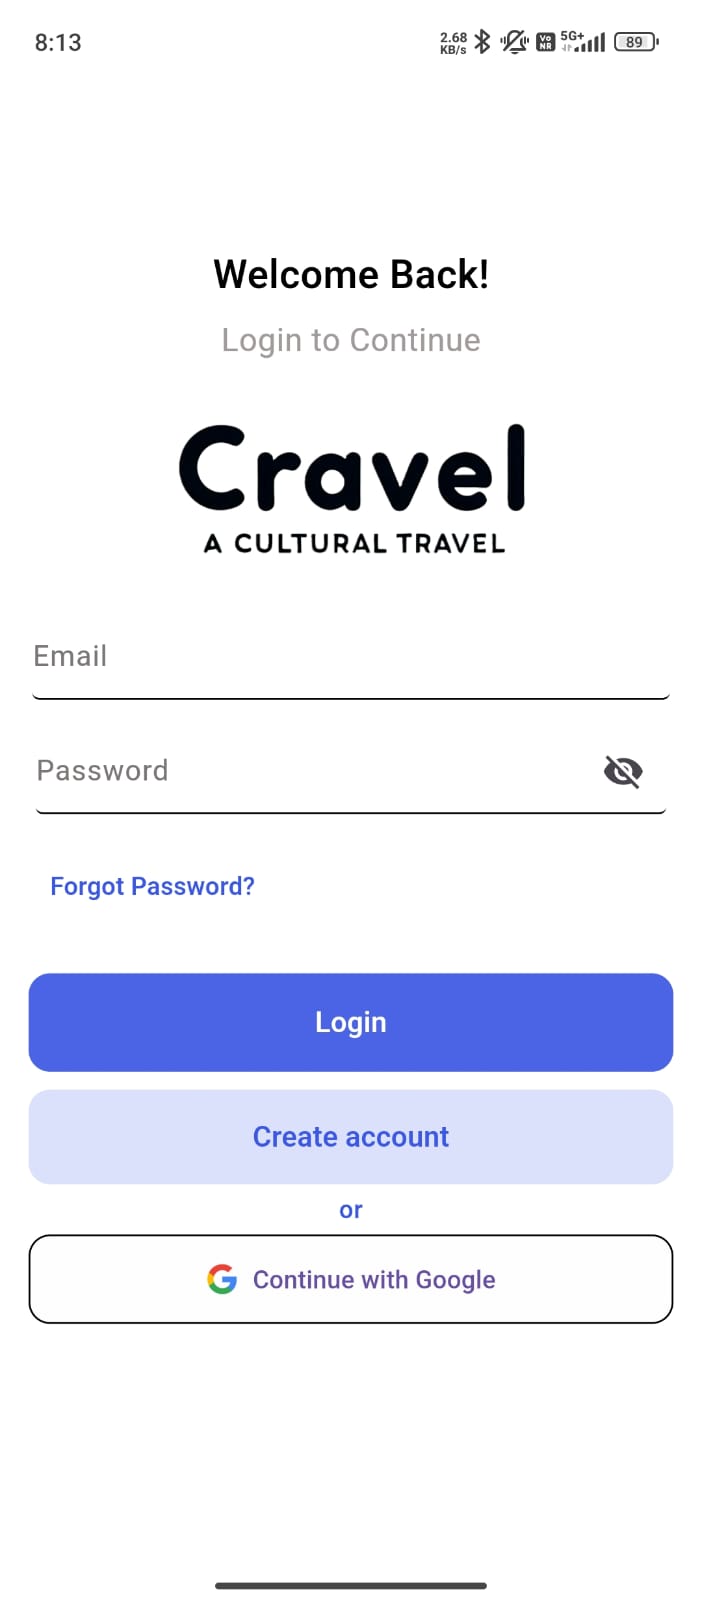 8:13
2.68
KB/s
Vo
NR
5G+
89
Welcome Back!
Login to Continue
Cravel
A CULTURAL TRAVEL
Email
Password
Forgot Password?
Login
Create account
or
Continue with Google